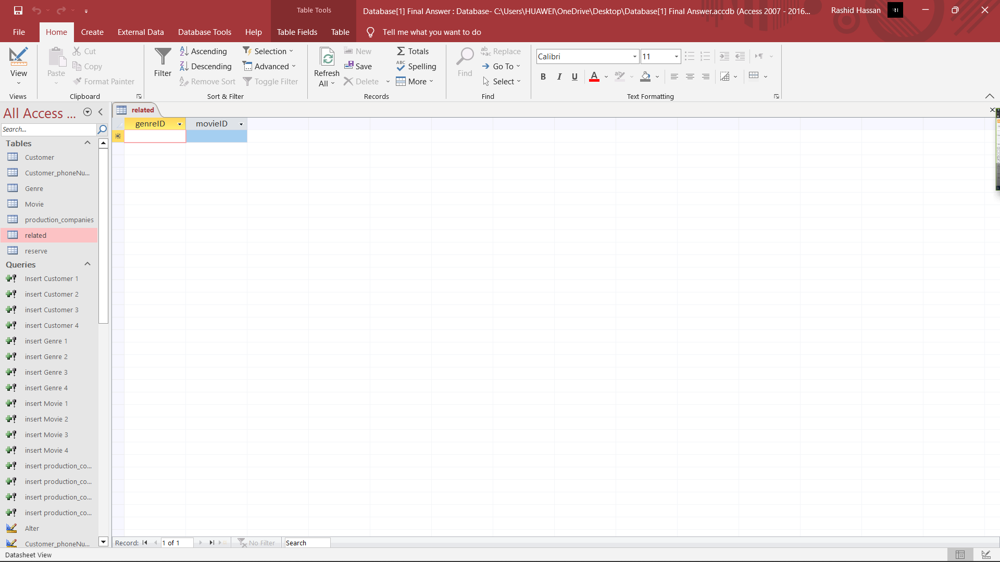 Table Tools
Database[1] Final Answer : Database- C:\Users\HUAWEI\OneDrive\Desktop\Database[1] Final Answer.accdb (Access 2007 - 2016...
Rashid Hassan
File Home Create External Data Database Tools Help Table Fields Table Tell me what you want to do
View
Views
Paste
Cut
Copy
Format Painter
Clipboard
Filter
Ascending
Descending
Remove Sort
Selection
Advanced
Toggle Filter
Sort & Filter
Refresh
All
New
Save
Delete
Totals
Spelling
More
Records
Find
Replace
Go To
Select
Find
Calibri
11
B I U A
Text Formatting
All Access ...
Search...
Tables
Customer
Customer_phoneNu...
Genre
Movie
production_companies
related
reserve
Queries
Insert Customer 1
insert Customer 2
insert Customer 3
insert Customer 4
insert Genre 1
insert Genre 2
insert Genre 3
insert Genre 4
insert Movie 1
insert Movie 2
insert Movie 3
insert Movie 4
insert production_co...
insert production_co...
insert production_co...
insert production_co...
Alter
Customer_phoneNu...
related
genreID movieID
Record: 1 of 1 No Filter Search
Datasheet View